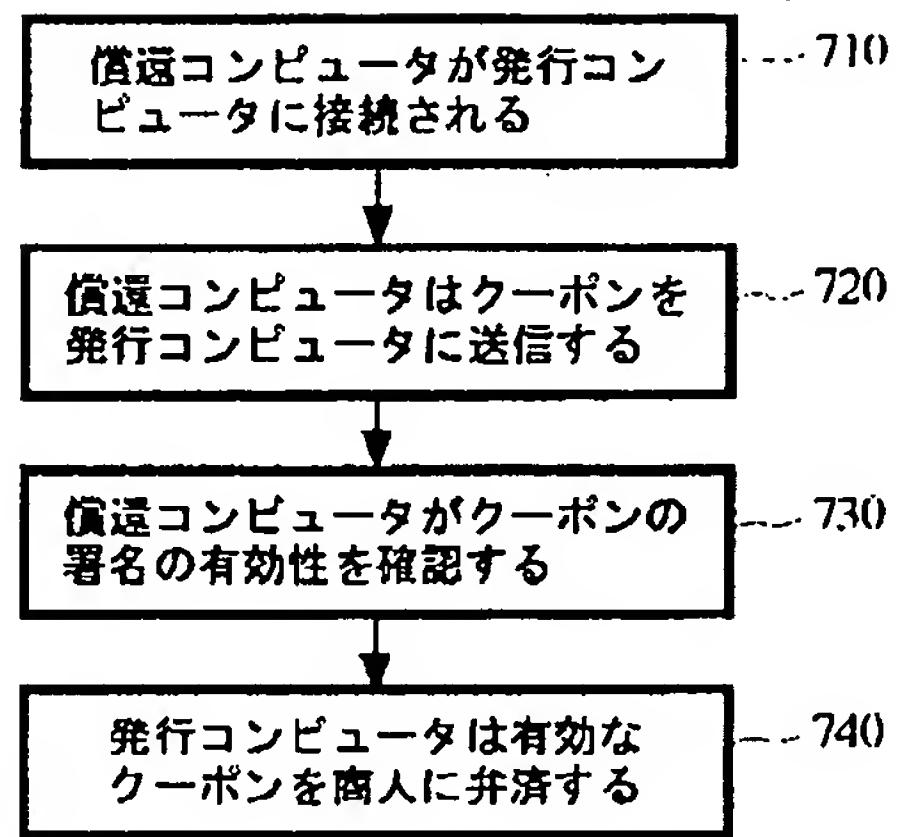 償還コンピュータが発行コン
ピュータに接続される
710
償還コンピュータはクーポンを
発行コンピュータに送信する
720
償還コンピュータがクーポンの
署名の有効性を確認する
730
発行コンピュータは有効な
クーポンを商人に弁済する
740